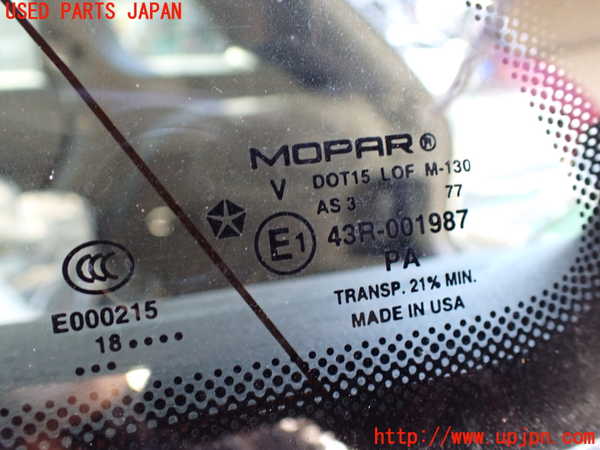 USED PARTS JAPAN
MOPAR®
V DOT15 LOF M-130
AS 3 77
E1 43R-001987
PA
TRANSP. 21% MIN.
MADE IN USA
CCC
E000215
18••••
•••
http://www.upjpn.com